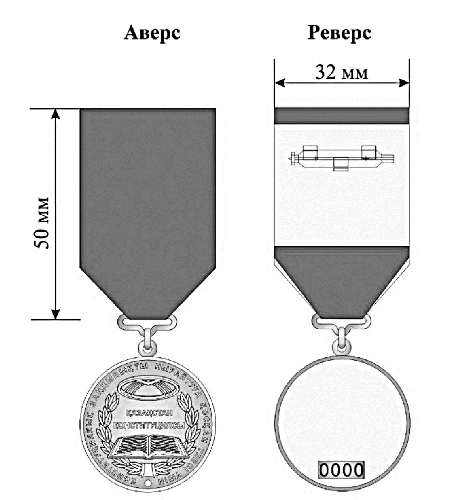 Аверс
Реверс
32 мм
50 мм
ҚАЗАҚСТАН
КОНСТИТУЦИЯСЫ
0000